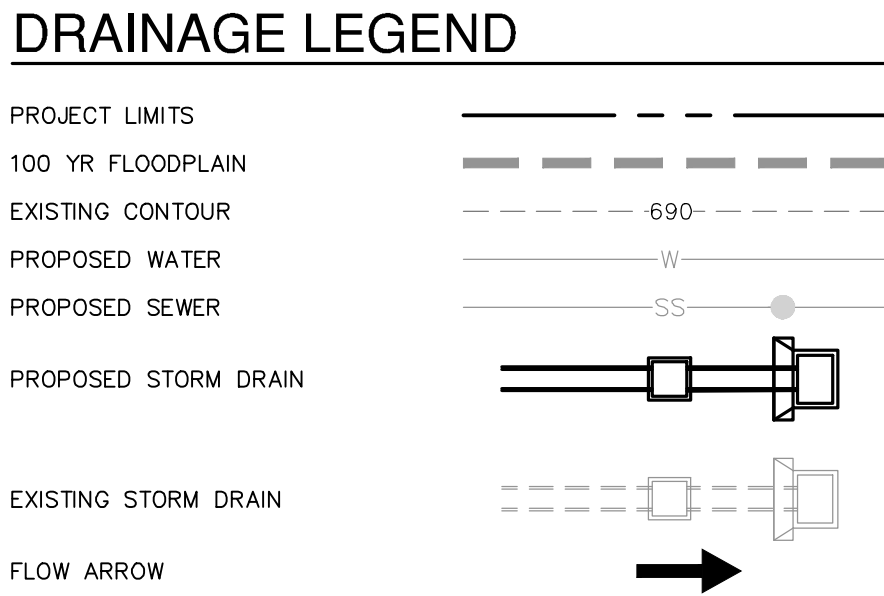 DRAINAGE LEGEND
PROJECT LIMITS
100 YR FLOODPLAIN
EXISTING CONTOUR 690
PROPOSED WATER W
PROPOSED SEWER SS
PROPOSED STORM DRAIN
EXISTING STORM DRAIN
FLOW ARROW